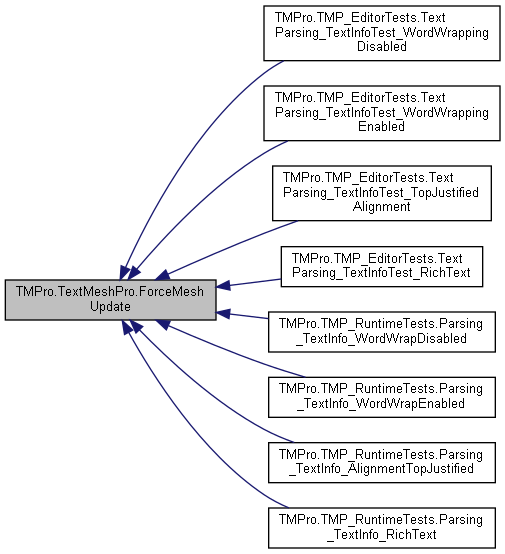 TMPro.TMP_EditorTests.Text
Parsing_TextInfoTest_WordWrapping
Disabled
TMPro.TMP_EditorTests.Text
Parsing_TextInfoTest_WordWrapping
Enabled
TMPro.TMP_EditorTests.Text
Parsing_TextInfoTest_TopJustified
Alignment
TMPro.TMP_EditorTests.Text
Parsing_TextInfoTest_RichText
TMPro.TextMeshPro.ForceMesh
Update
TMPro.TMP_RuntimeTests.Parsing
_TextInfo_WordWrapDisabled
TMPro.TMP_RuntimeTests.Parsing
_TextInfo_WordWrapEnabled
TMPro.TMP_RuntimeTests.Parsing
_TextInfo_AlignmentTopJustified
TMPro.TMP_RuntimeTests.Parsing
_TextInfo_RichText